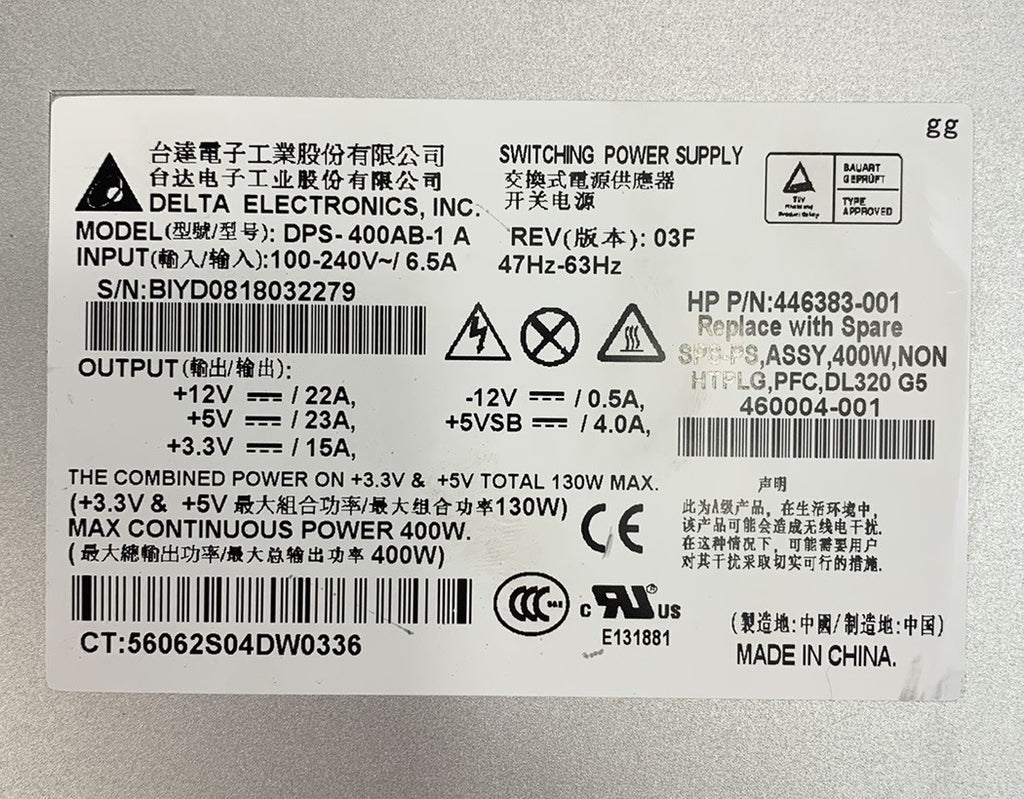 gg
台達電子工業股份有限公司
台达电子工业股份有限公司
DELTA ELECTRONICS, INC.
SWITCHING POWER SUPPLY
交換式電源供應器
开关电源
BAUART
GEPRÜFT
TYPE
APPROVED
MODEL(型號/型号): DPS-400AB-1 A
REV(版本): 03F
INPUT(輸入/输入):100-240V~/ 6.5A
47Hz-63Hz
S/N:BIYD0818032279
HP P/N:446383-001
Replace with Spare
SPS-PS,ASSY,400W,NON
HTPLG,PFC,DL320 G5
460004-001
OUTPUT(輸出/输出):
+12V ⎓ / 22A,
+5V ⎓ / 23A,
+3.3V ⎓ / 15A,
-12V ⎓ / 0.5A,
+5VSB ⎓ / 4.0A,
THE COMBINED POWER ON +3.3V & +5V TOTAL 130W MAX.
(+3.3V & +5V 最大組合功率/最大组合功率130W)
MAX CONTINUOUS POWER 400W.
(最大總輸出功率/最大总输出功率 400W)
CE
声明
此为A级产品, 在生活环境中,
该产品可能会造成无线电干扰.
在这种情况下, 可能需要用户
对其干扰采取切实可行的措施.
CT:56062S04DW0336
CCC
c RU ® US
E131881
(製造地:中國/制造地:中国)
MADE IN CHINA.